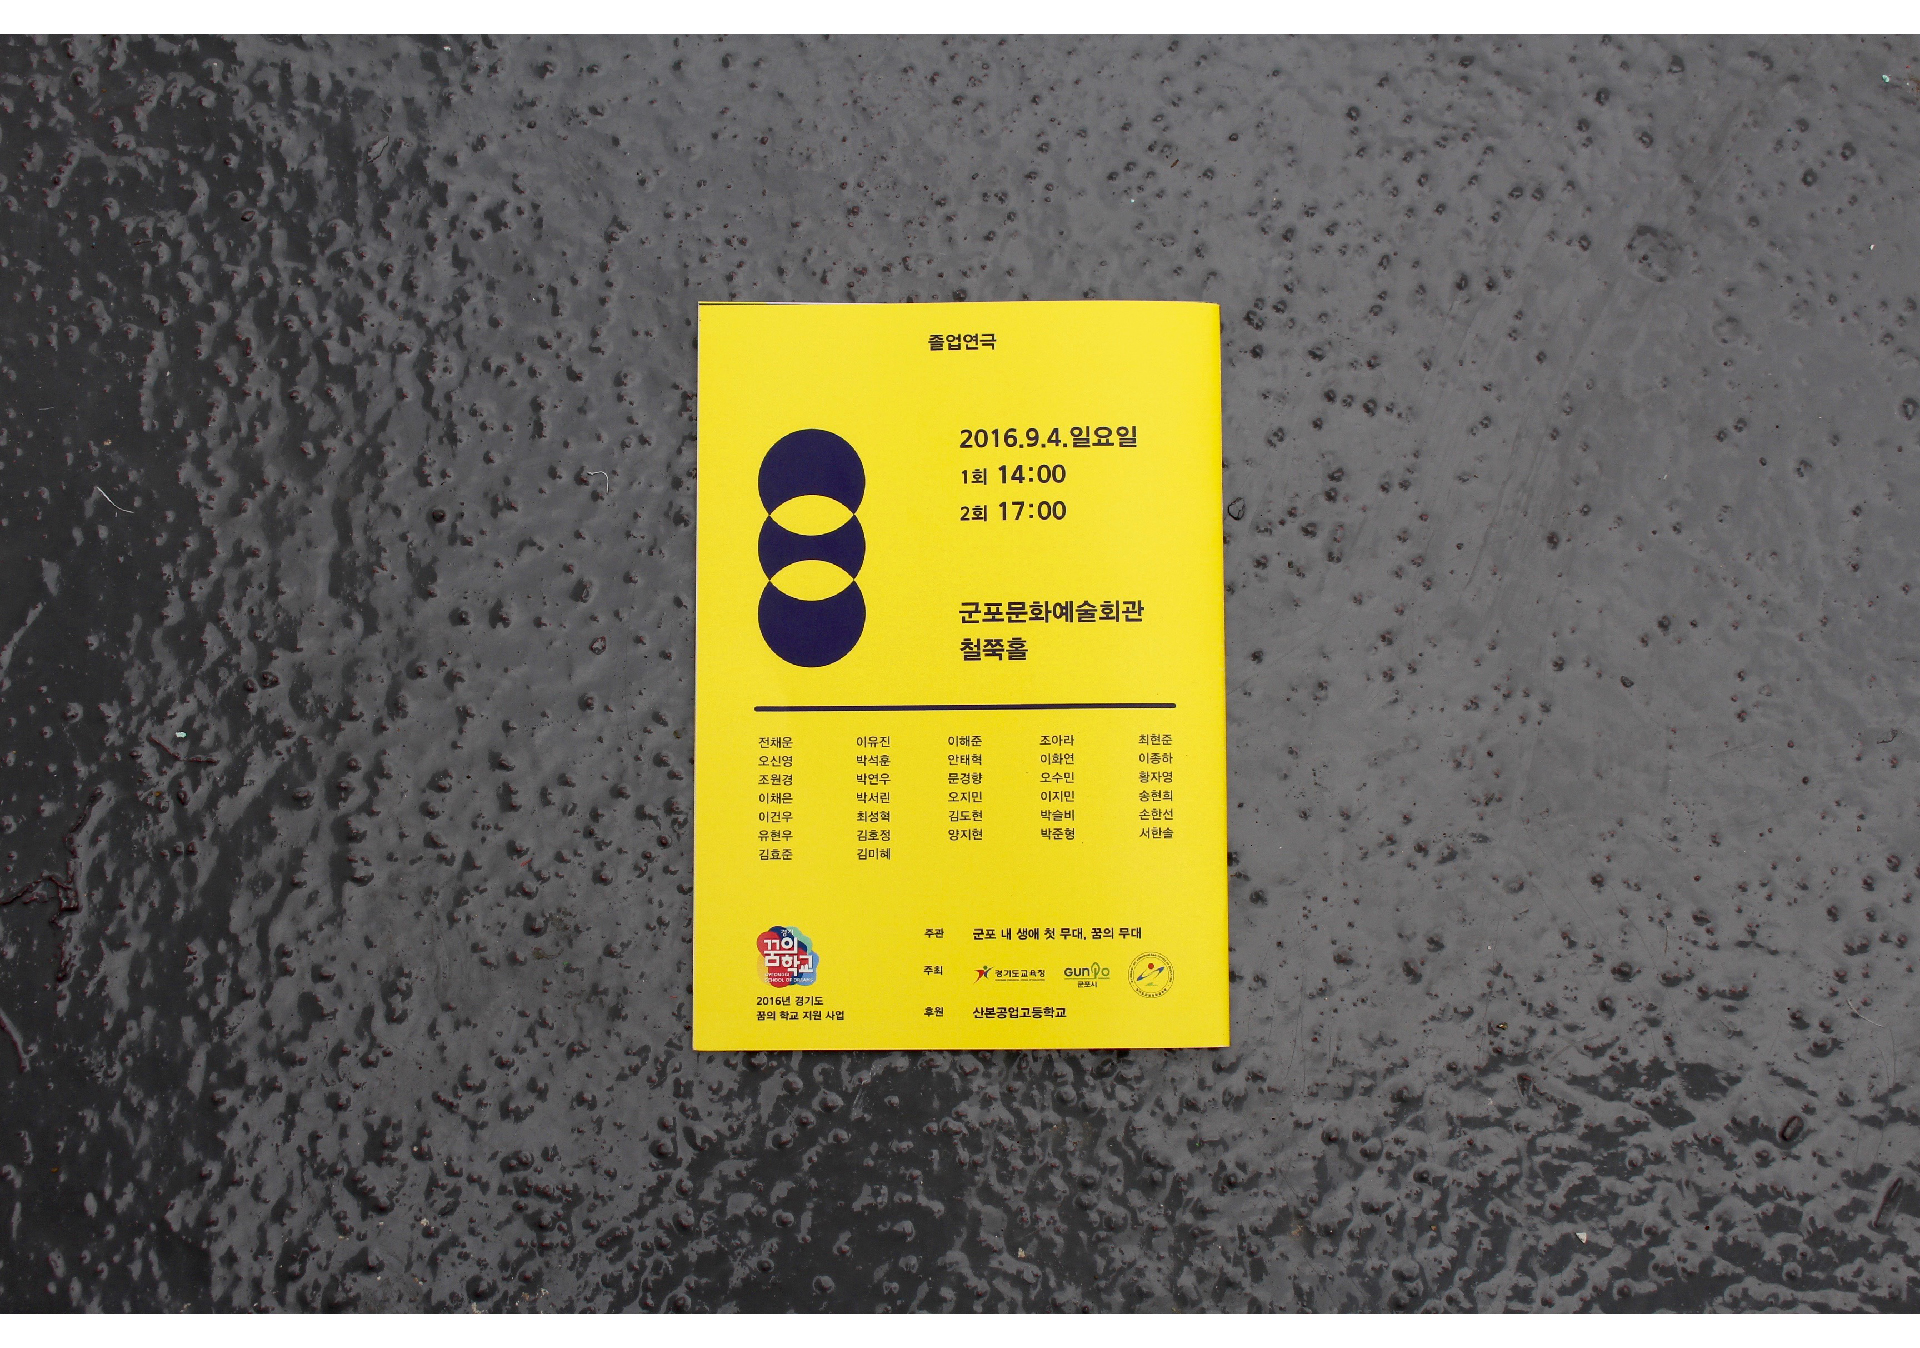 졸업연극
2016.9.4.일요일
1회 14:00
2회 17:00
군포문화예술회관
철쭉홀
전채운 이유진 이해준 조아라 최현준
오신영 박석훈 안태혁 이화연 이종하
조원경 박연우 문경향 오수민 황자영
이채은 박서린 오지민 이지민 송현희
이건우 최성혁 김도현 박슬비 손한선
유현우 김호정 양지현 박준형 서한솔
김효준 김미혜
경기
꿈의
학교
GYEONGGI
SCHOOL OF DREAMS
2016년 경기도
꿈의 학교 지원 사업
주관 군포 내 생애 첫 무대, 꿈의 무대
주최 경기도교육청 GUNPO
군포시
후원 산본공업고등학교